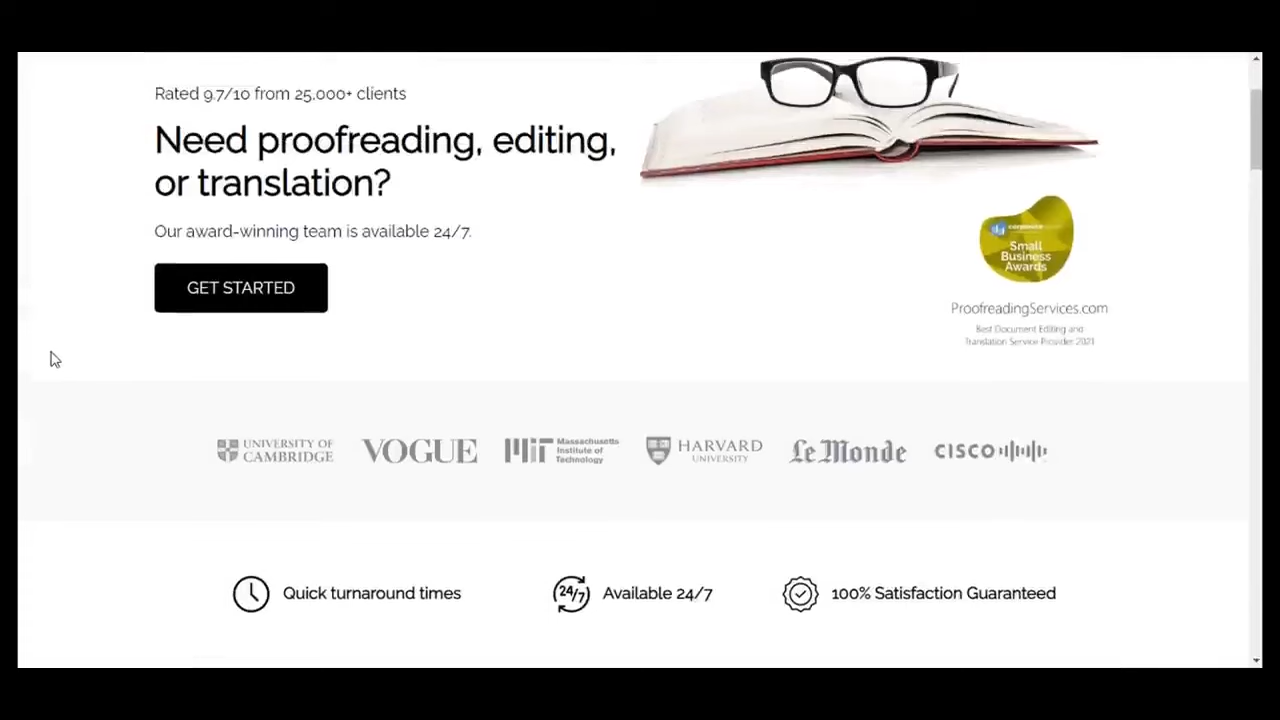 Rated 9.7/10 from 25,000+ clients
Need proofreading, editing,
or translation?
Our award-winning team is available 24/7.
GET STARTED
Small
Business
Awards
ProofreadingServices.com
Best Document Editing and
Translation Service Provider 2021
UNIVERSITY OF
CAMBRIDGE
VOGUE
MIT
Massachusetts
Institute of
Technology
HARVARD
UNIVERSITY
Le Monde
CISCO
Quick turnaround times
24/7
Available 24/7
100% Satisfaction Guaranteed